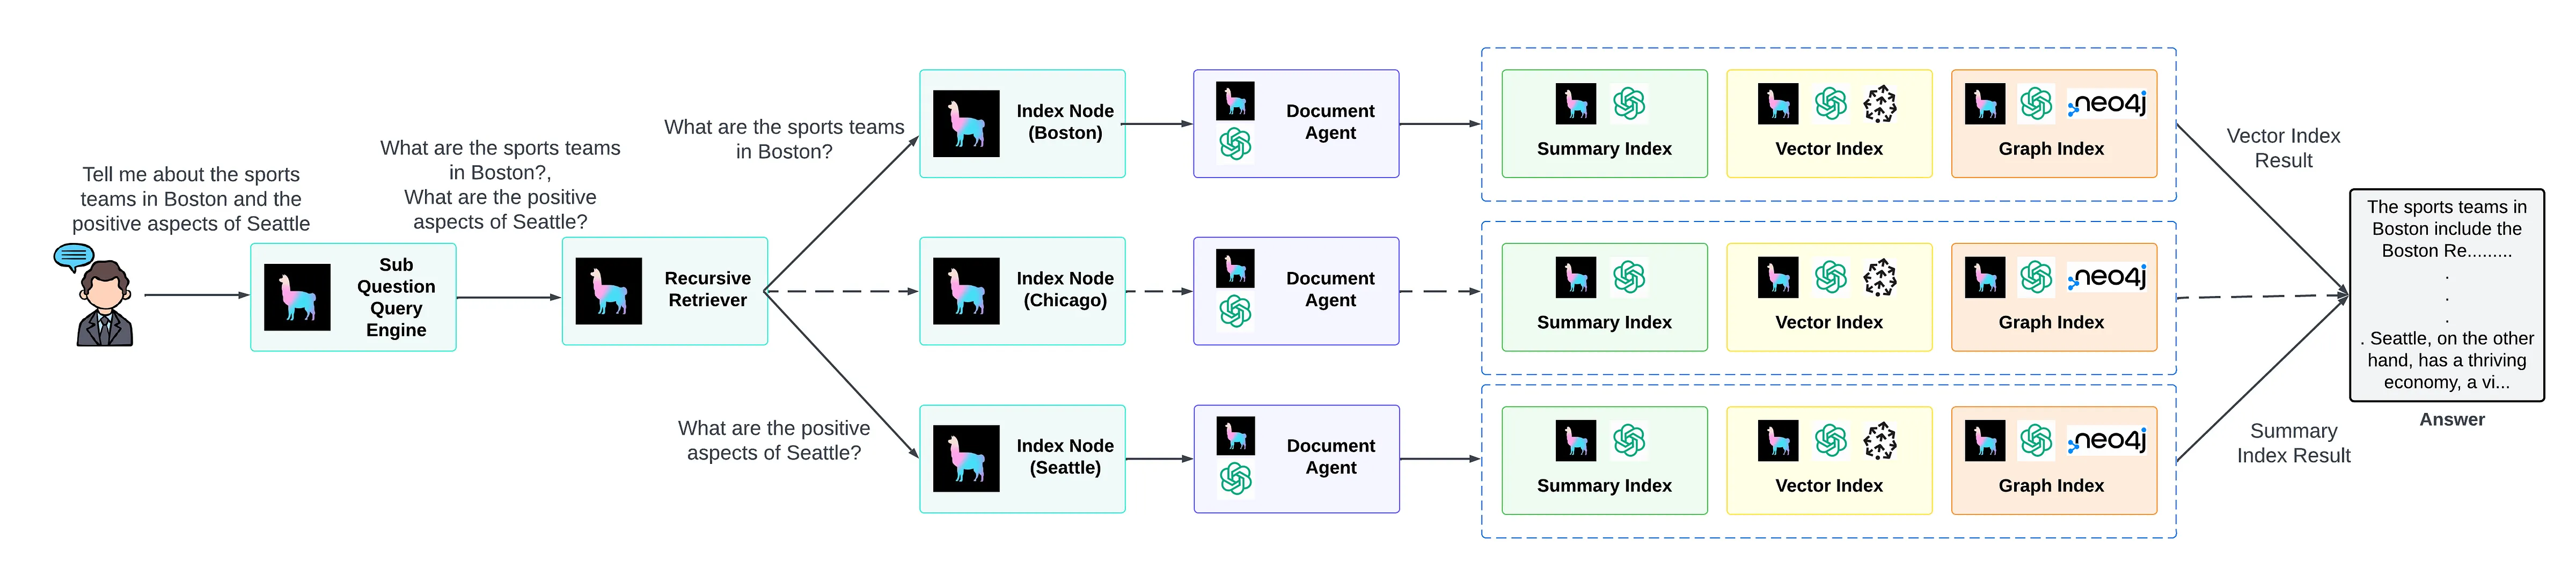 Tell me about the sports
teams in Boston and the
positive aspects of Seattle
Sub
Question
Query
Engine
What are the sports teams
in Boston?,
What are the positive
aspects of Seattle?
Recursive
Retriever
What are the sports teams
in Boston?
What are the positive
aspects of Seattle?
Index Node
(Boston)
Document
Agent
Summary Index
Vector Index
neo4j
Graph Index
Index Node
(Chicago)
Document
Agent
Summary Index
Vector Index
neo4j
Graph Index
Index Node
(Seattle)
Document
Agent
Summary Index
Vector Index
neo4j
Graph Index
Vector Index
Result
Summary
Index Result
The sports teams in
Boston include the
Boston Re.........
.
.
.
. Seattle, on the other
hand, has a thriving
economy, a vi...
Answer